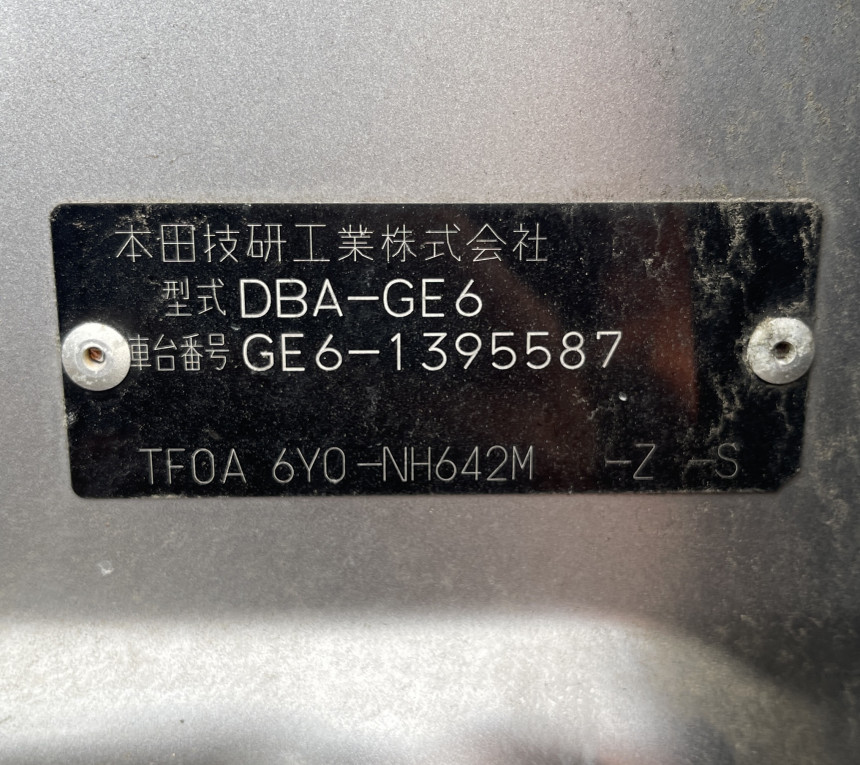 本田技研工業株式会社
型式 DBA-GE6
車台番号 GE6-1395587
TF0A 6Y0-NH642M -Z -S